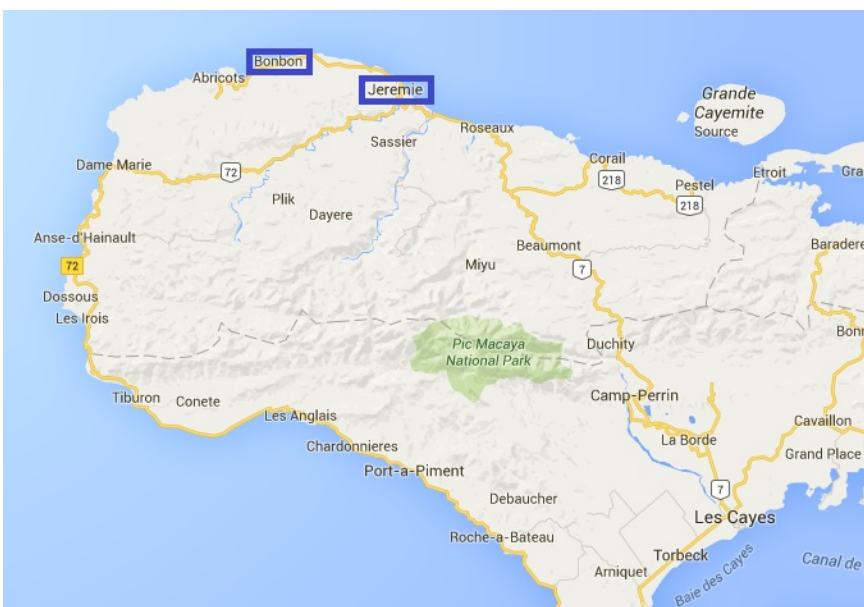 Bonbon
Abricots
Jeremie
Grande
Cayemite
Source
Roseaux
Sassier
Dame Marie
72
Corail
Etroit
Gra
218
Pestel
218
Plik
Dayere
Anse-d'Hainault
Beaumont
Baradere
72
Miyu
7
Dossous
Les Irois
Bonn
Pic Macaya
National Park
Duchity
Tiburon
Conete
Camp-Perrin
Les Anglais
Cavaillon
Chardonnieres
La Borde
Grand Place
Port-a-Piment
7
Debaucher
Les Cayes
Roche-a-Bateau
Torbeck
Arniquet
Baie des Cayes
Canal de